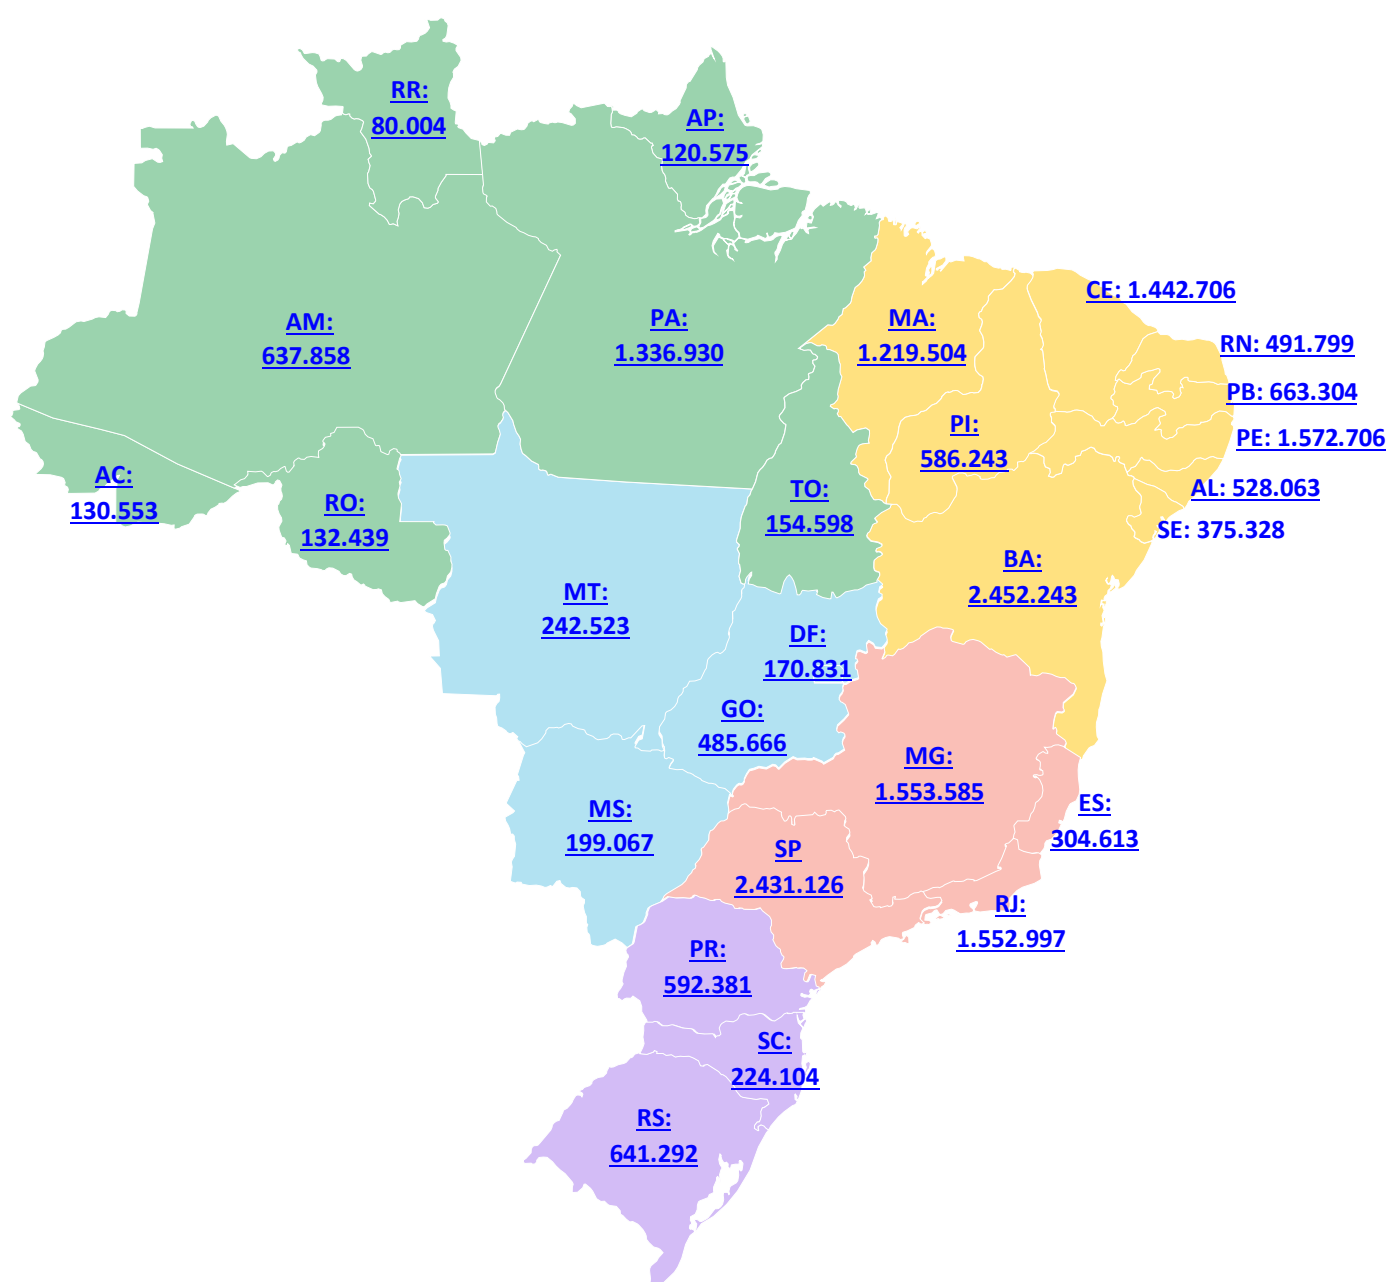 RR:
80.004
AP:
120.575
AM:
637.858
PA:
1.336.930
MA:
1.219.504
CE: 1.442.706
RN: 491.799
PB: 663.304
PI:
586.243
PE: 1.572.706
AC:
130.553
RO:
132.439
TO:
154.598
AL: 528.063
SE: 375.328
BA:
2.452.243
MT:
242.523
DF:
170.831
GO:
485.666
MG:
1.553.585
ES:
304.613
MS:
199.067
SP
2.431.126
RJ:
1.552.997
PR:
592.381
SC:
224.104
RS:
641.292